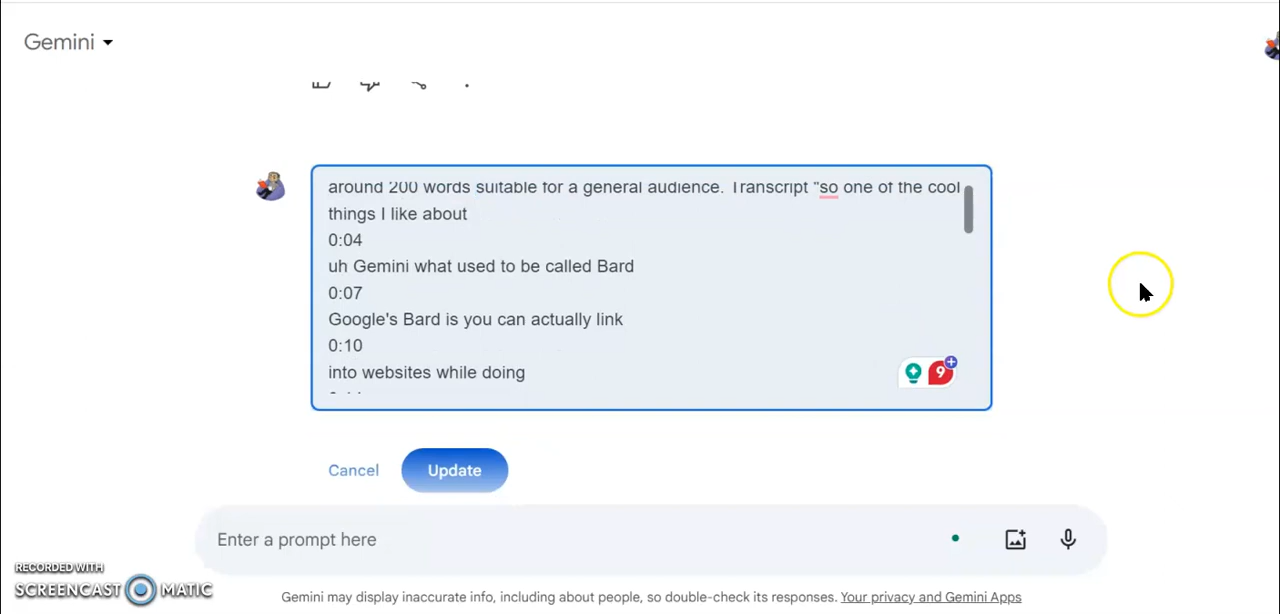 Gemini
around 200 words suitable for a general audience. Transcript "so one of the cool
things I like about
0:04
uh Gemini what used to be called Bard
0:07
Google's Bard is you can actually link
0:10
into websites while doing
9
Cancel
Update
Enter a prompt here
RECORDED WITH
SCREENCAST MATIC
Gemini may display inaccurate info, including about people, so double-check its responses. Your privacy and Gemini Apps